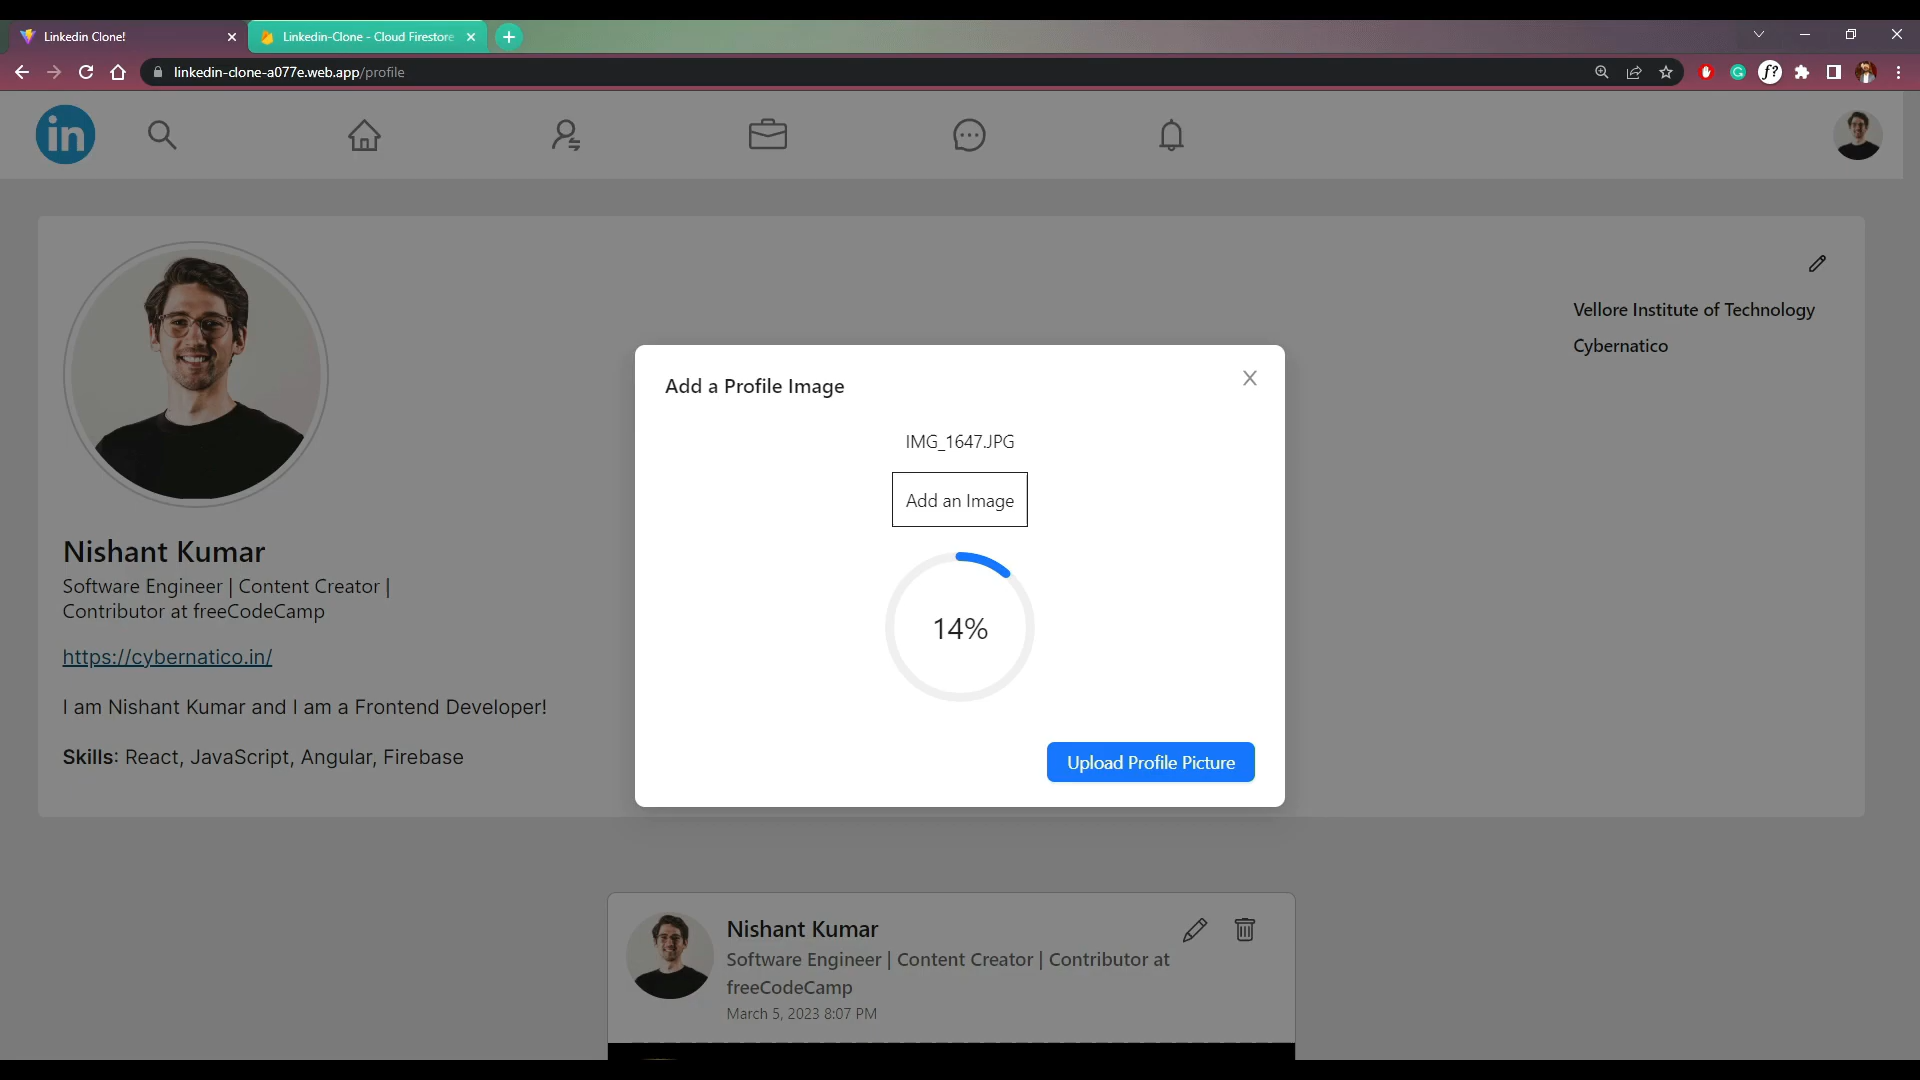 Linkedin Clone!
Linkedin-Clone - Cloud Firestore
linkedin-clone-a077e.web.app/profile
f?
in
Vellore Institute of Technology
Cybernatico
Add a Profile Image
IMG_1647.JPG
Add an Image
14%
Upload Profile Picture
Nishant Kumar
Software Engineer | Content Creator |
Contributor at freeCodeCamp
https://cybernatico.in/
I am Nishant Kumar and I am a Frontend Developer!
Skills: React, JavaScript, Angular, Firebase
Nishant Kumar
Software Engineer | Content Creator | Contributor at
freeCodeCamp
March 5, 2023 8:07 PM